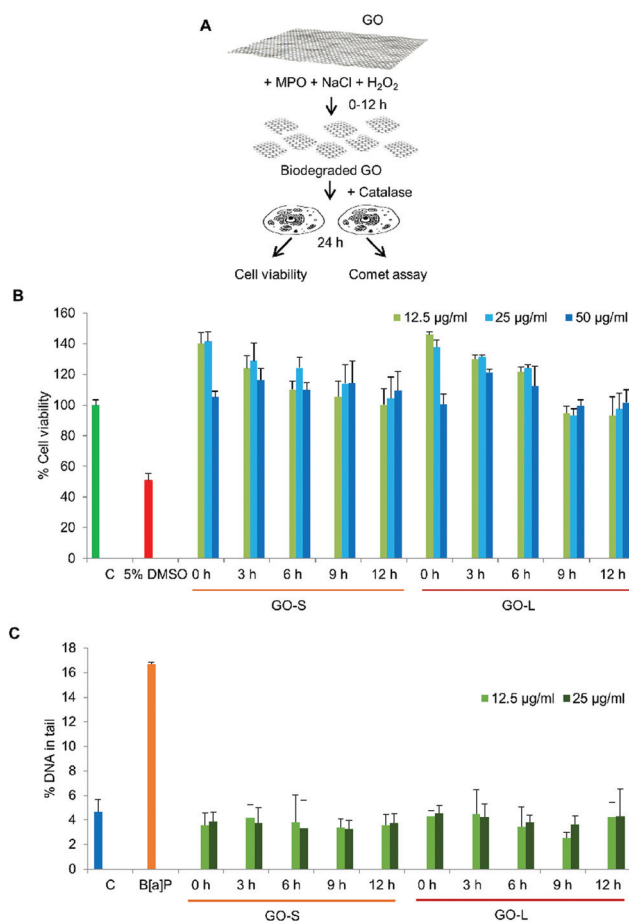 A
GO
+ MPO + NaCl + H₂O₂
0-12 h
Biodegraded GO
+ Catalase
24 h
Cell viability Comet assay
B
160
140
120
100
80
60
40
20
0
% Cell viability
12.5 µg/ml 25 µg/ml 50 µg/ml
C 5% DMSO 0 h 3 h 6 h 9 h 12 h 0 h 3 h 6 h 9 h 12 h
GO-S GO-L
C
18
16
14
12
10
8
6
4
2
0
% DNA in tail
12.5 µg/ml 25 µg/ml
C B[a]P 0 h 3 h 6 h 9 h 12 h 0 h 3 h 6 h 9 h 12 h
GO-S GO-L